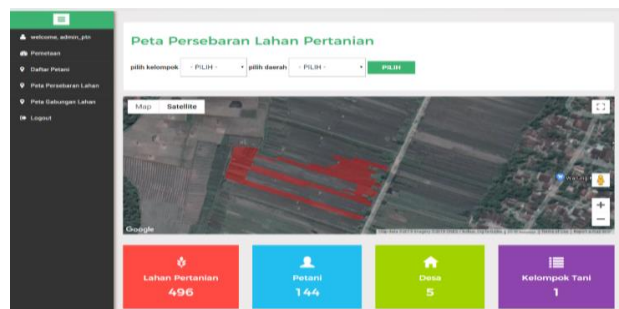 welcome, admin_ptn
Pemetaan
Daftar Petani
Peta Persebaran Lahan
Peta Gabungan Lahan
Logout
Peta Persebaran Lahan Pertanian
pilih kelompok - PILIH - pilih daerah - PILIH - PILIH
Map Satellite
Google
Lahan Pertanian
496
Petani
144
Desa
5
Kelompok Tani
1